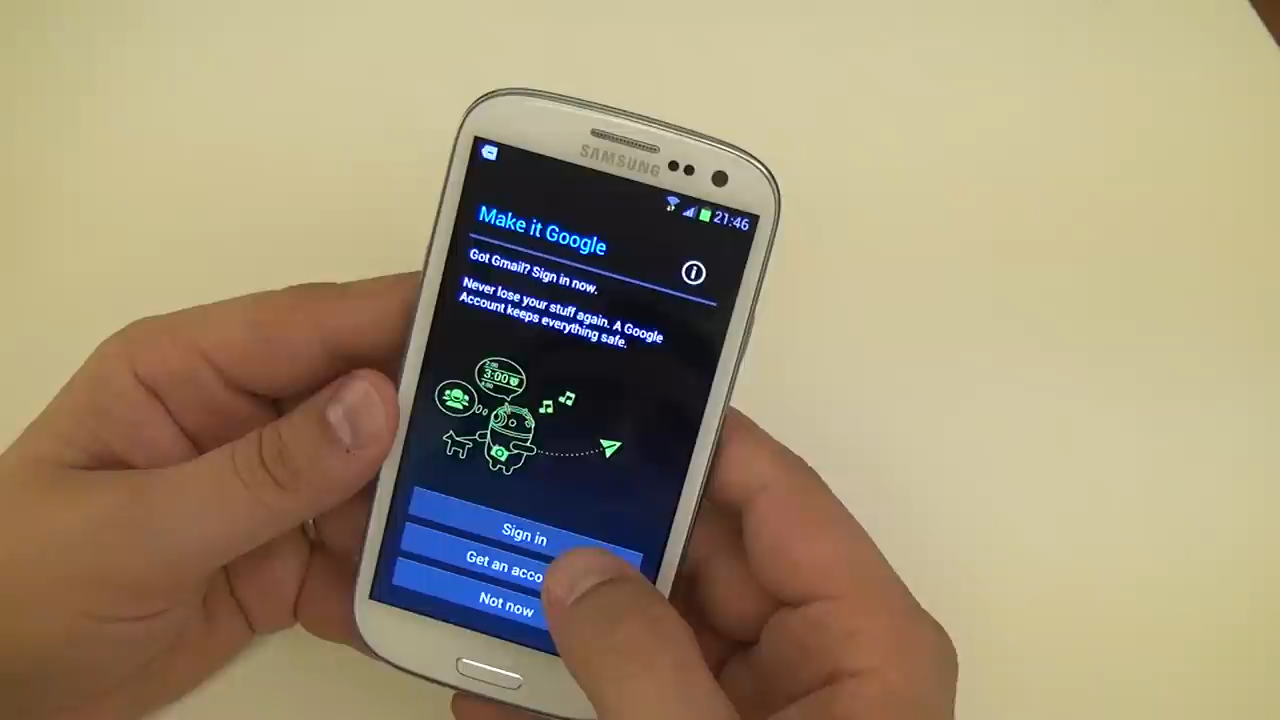 SAMSUNG
21:46
Make it Google
Got Gmail? Sign in now.
Never lose your stuff again. A Google
Account keeps everything safe.
3:00
Sign in
Get an acco
Not now